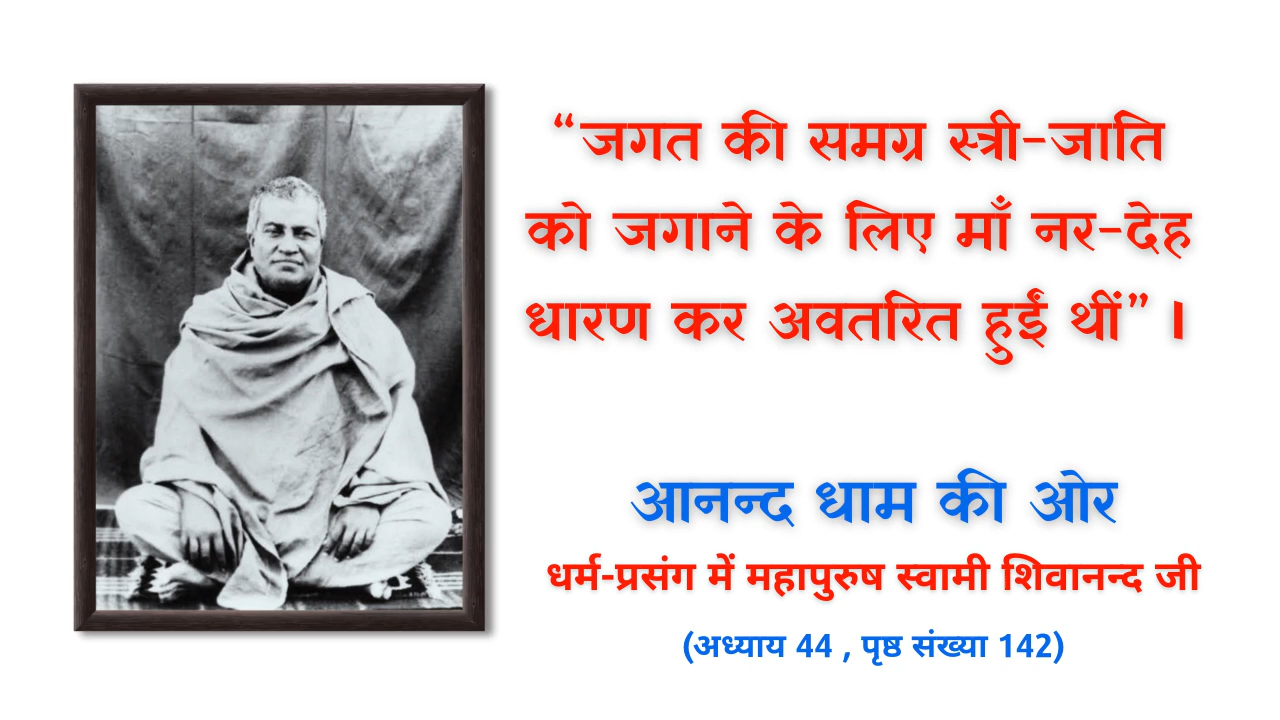 “जगत की समग्र स्त्री-जाति
को जगाने के लिए माँ नर-देह
धारण कर अवतरित हुईं थीं” ।
आनन्द धाम की ओर
धर्म-प्रसंग में महापुरुष स्वामी शिवानन्द जी
(अध्याय 44 , पृष्ठ संख्या 142)